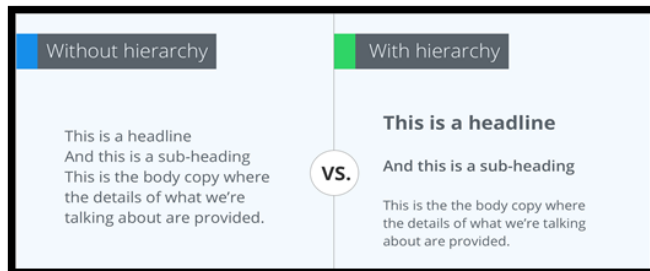 Without hierarchy
This is a headline
And this is a sub-heading
This is the body copy where
the details of what we're
talking about are provided.
VS.
With hierarchy
This is a headline
And this is a sub-heading
This is the the body copy where
the details of what we're talking
about are provided.